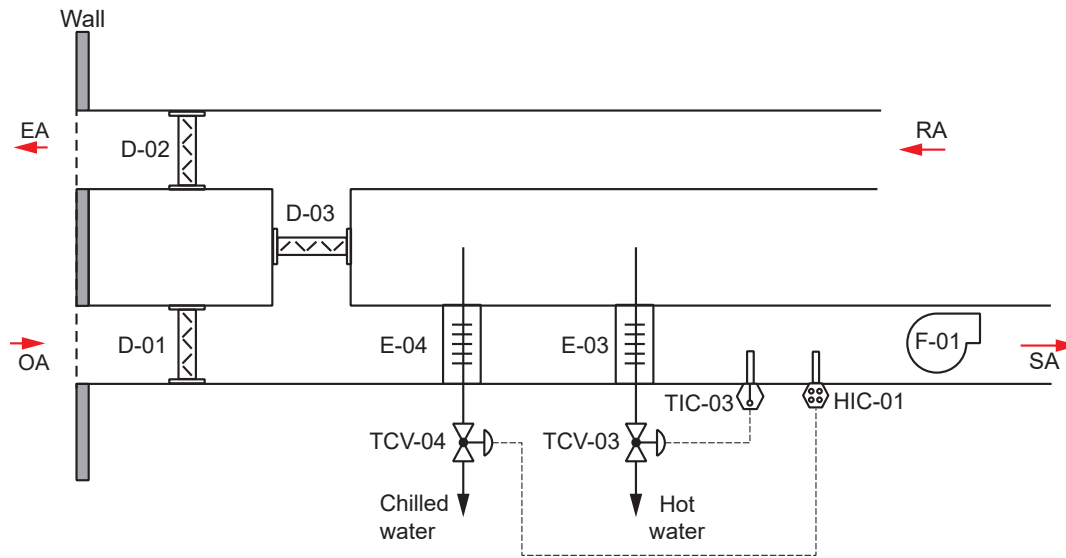 Wall
EA
RA
D-02
D-03
D-01
E-04
E-03
F-01
OA
SA
TIC-03
HIC-01
TCV-04
TCV-03
Chilled
water
Hot
water